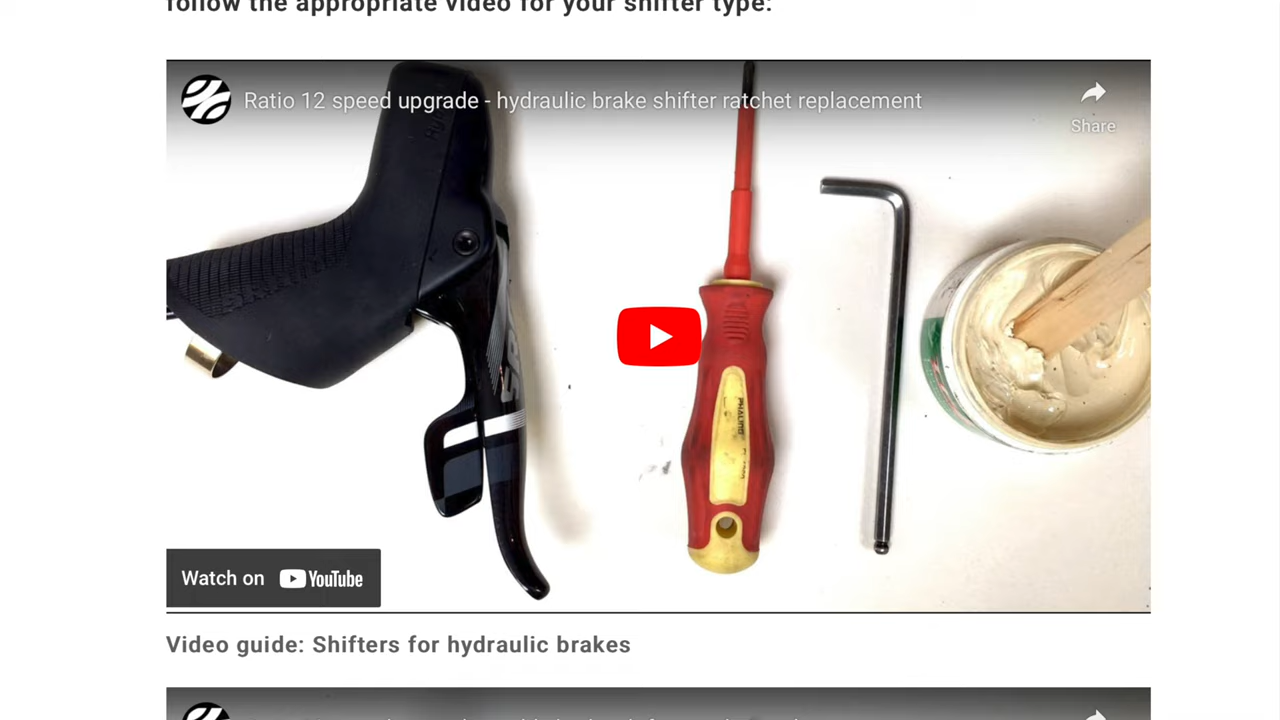 follow the appropriate video for your shifter type:
Ratio 12 speed upgrade - hydraulic brake shifter ratchet replacement
Share
Watch on YouTube
Video guide: Shifters for hydraulic brakes